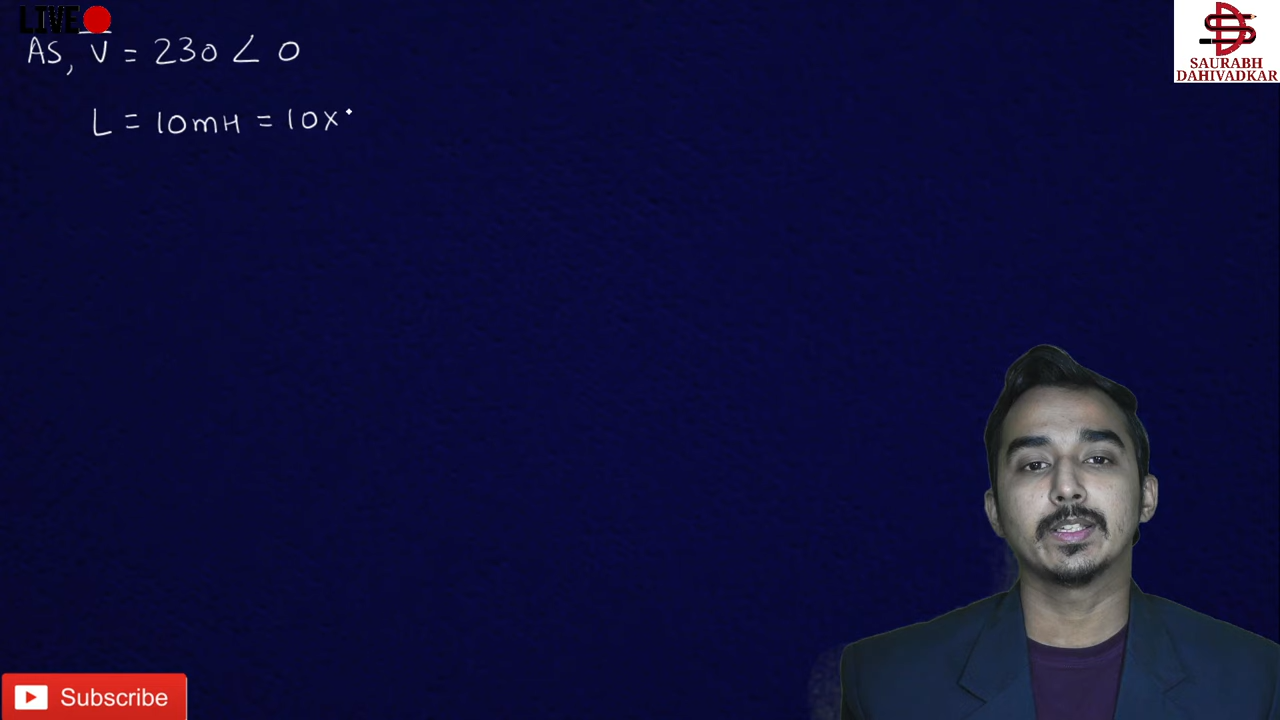 LIVE
AS, V̅ = 230 ∠ 0
L = 10mH = 10x
SAURABH
DAHIVADKAR
Subscribe